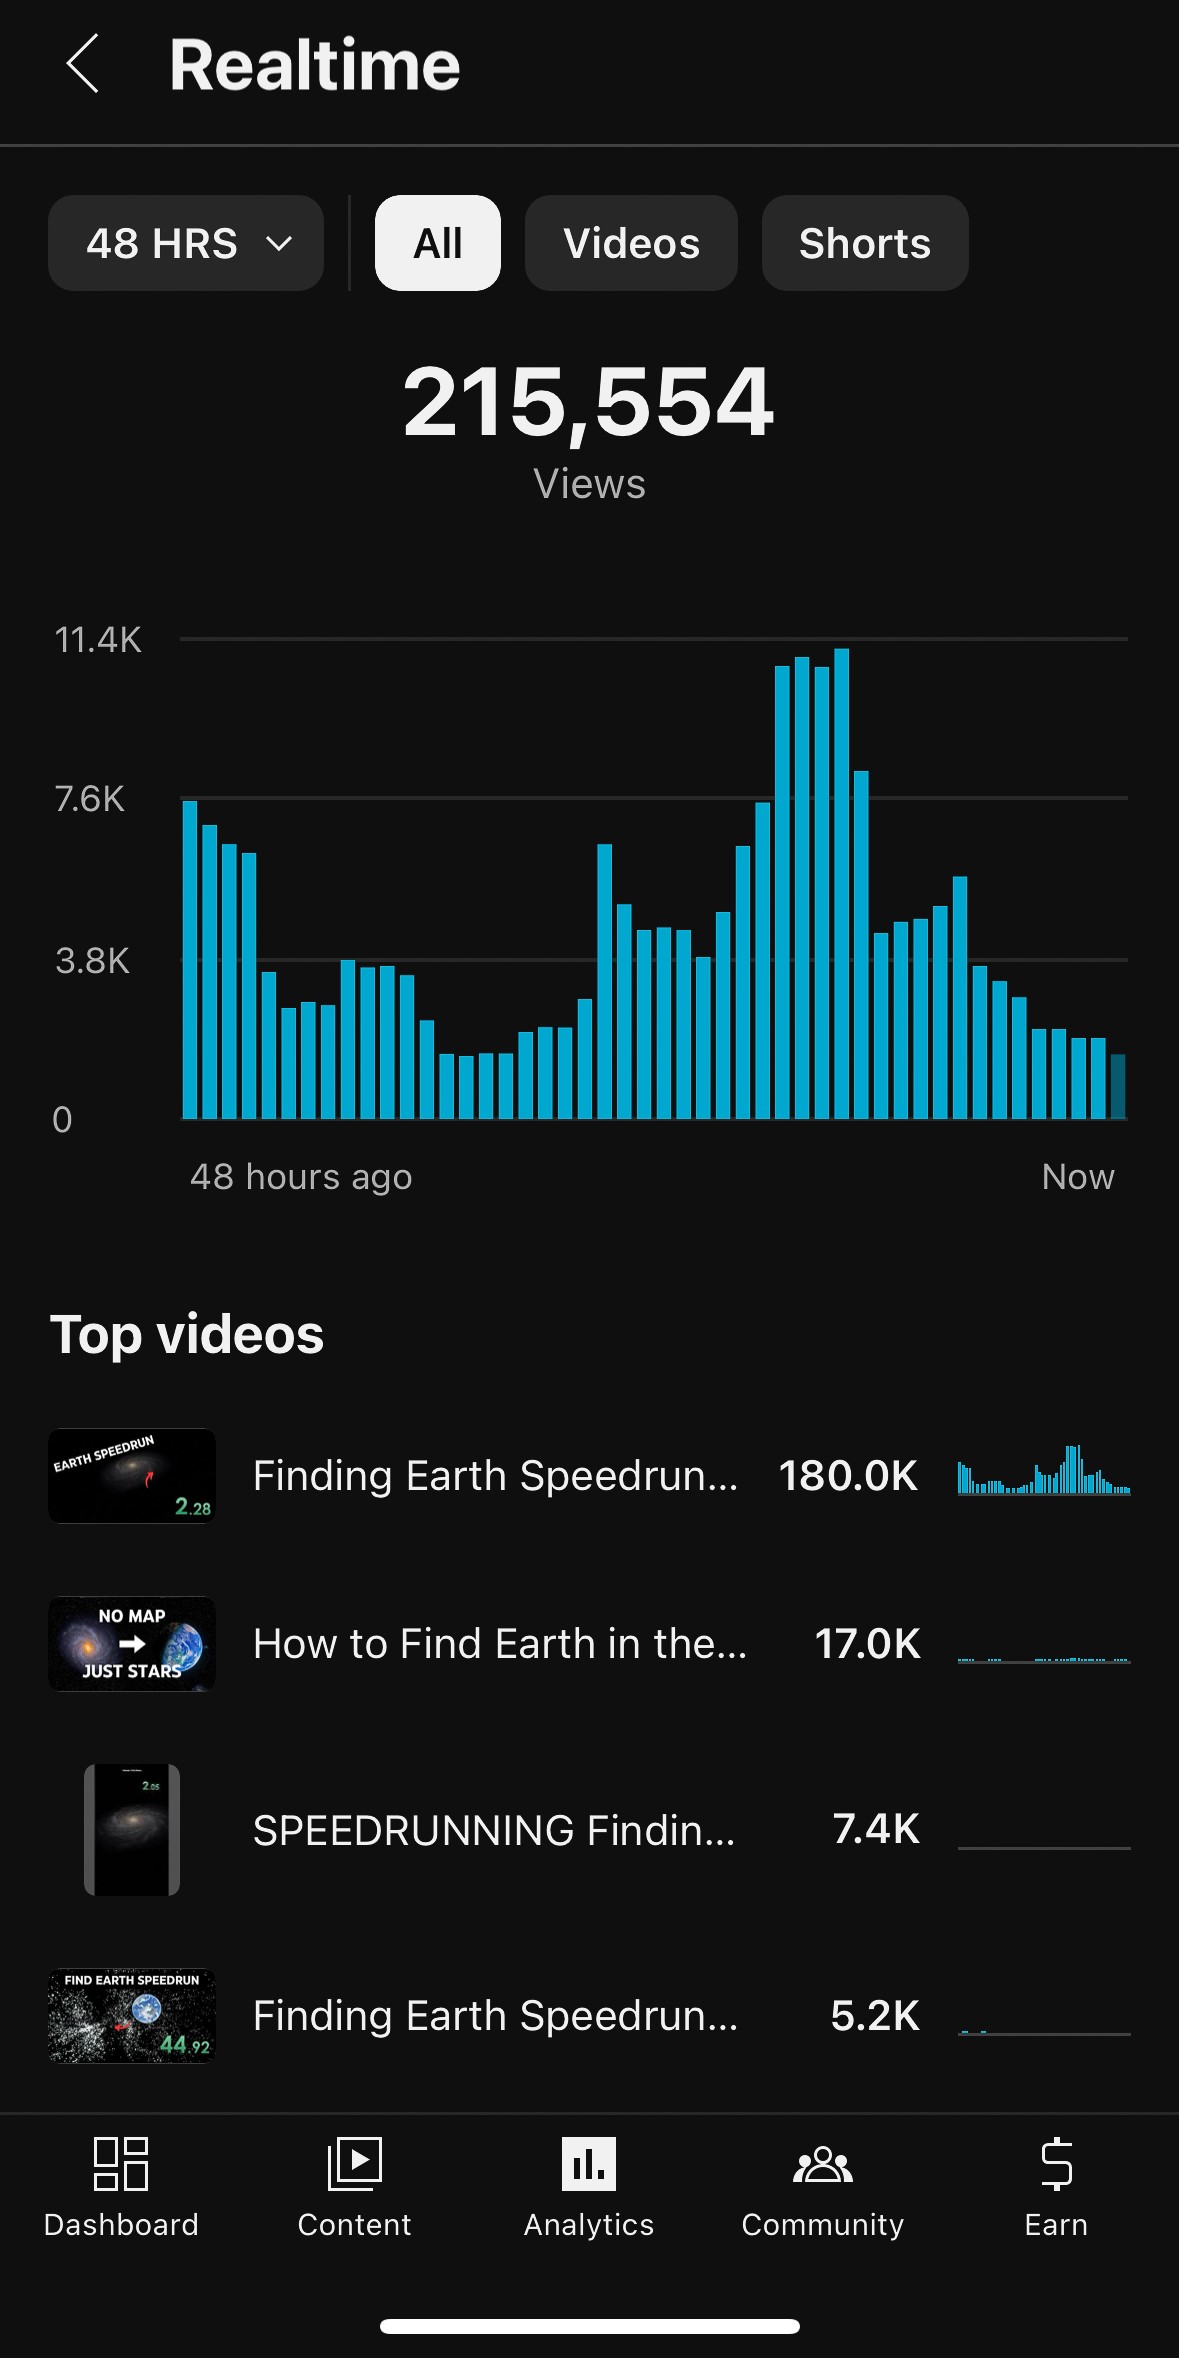 Realtime
48 HRS
All
Videos
Shorts
215,554
Views
11.4K
7.6K
3.8K
0
48 hours ago
Now
Top videos
EARTH SPEEDRUN
2.28
Finding Earth Speedrun...
180.0K
NO MAP
JUST STARS
How to Find Earth in the...
17.0K
2.05
SPEEDRUNNING Findin...
7.4K
FIND EARTH SPEEDRUN
44.92
Finding Earth Speedrun...
5.2K
Dashboard
Content
Analytics
Community
Earn